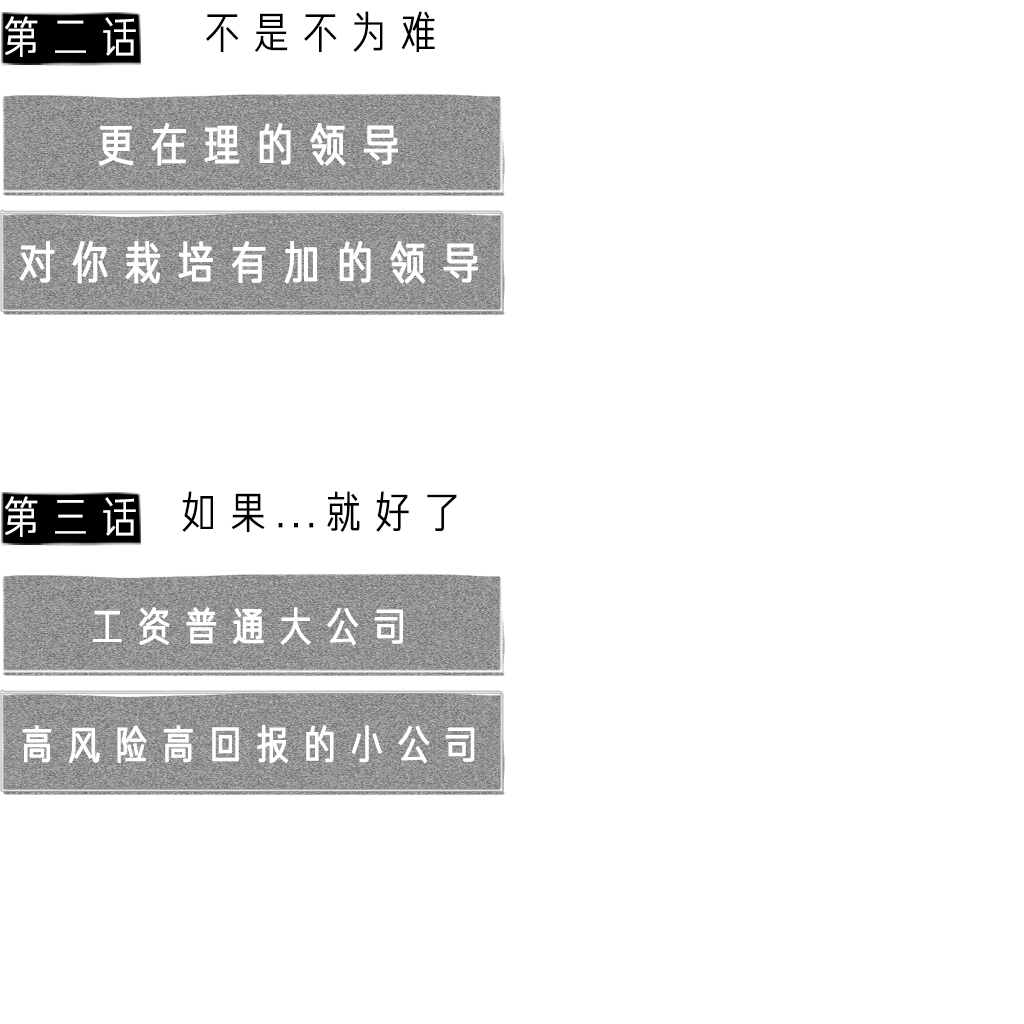 第二话 不是不为难
更在理的领导
对你栽培有加的领导
第三话 如果...就好了
工资普通大公司
高风险高回报的小公司